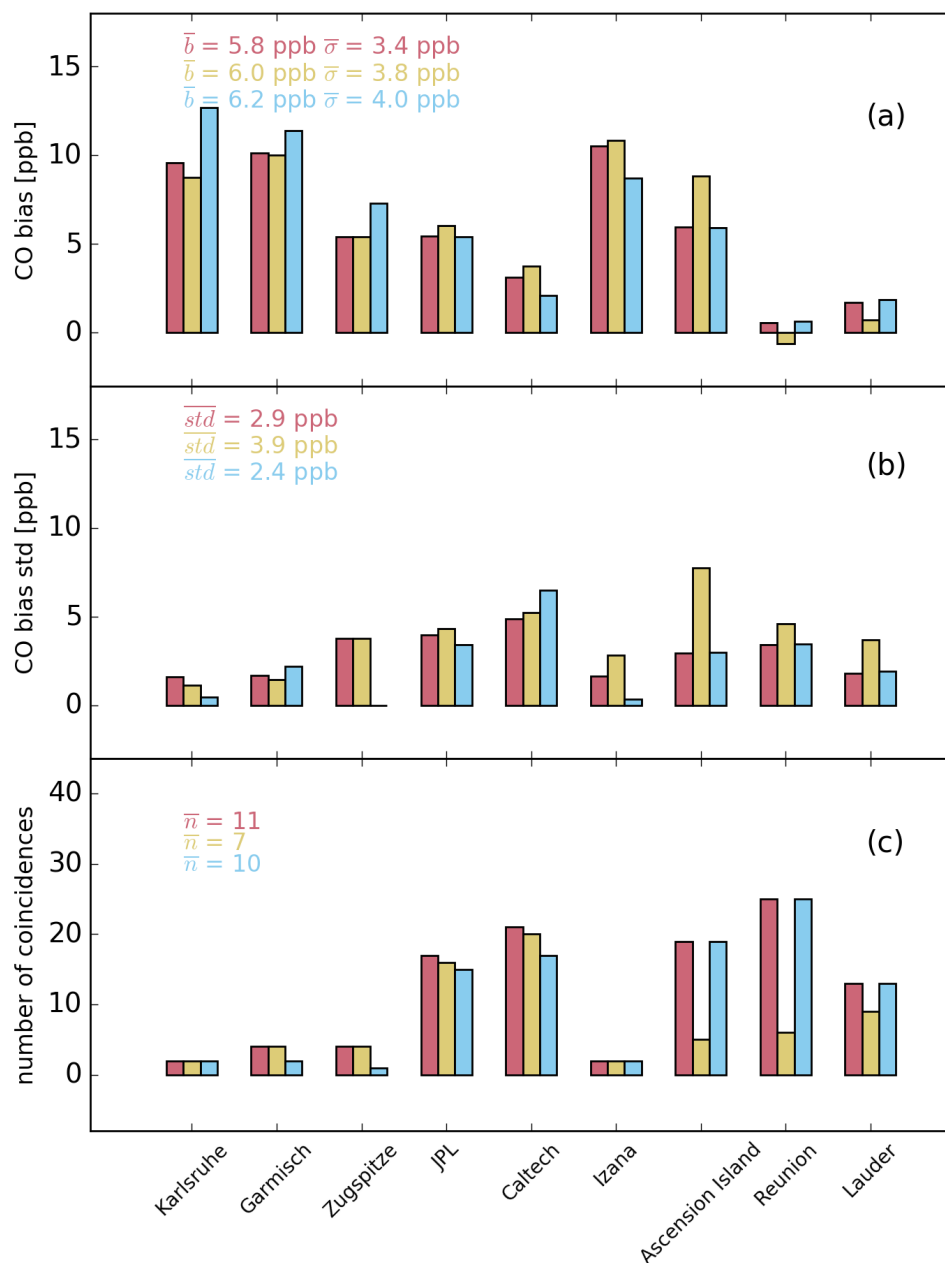 b̅ = 5.8 ppb σ̅ = 3.4 ppb
b̅ = 6.0 ppb σ̅ = 3.8 ppb
b̅ = 6.2 ppb σ̅ = 4.0 ppb
(a)
CO bias [ppb]
15
10
5
0
s̅t̅d̅ = 2.9 ppb
s̅t̅d̅ = 3.9 ppb
s̅t̅d̅ = 2.4 ppb
(b)
CO bias std [ppb]
15
10
5
0
n̅ = 11
n̅ = 7
n̅ = 10
(c)
number of coincidences
40
30
20
10
0
Karlsruhe
Garmisch
Zugspitze
JPL
Caltech
Izana
Ascension Island
Reunion
Lauder